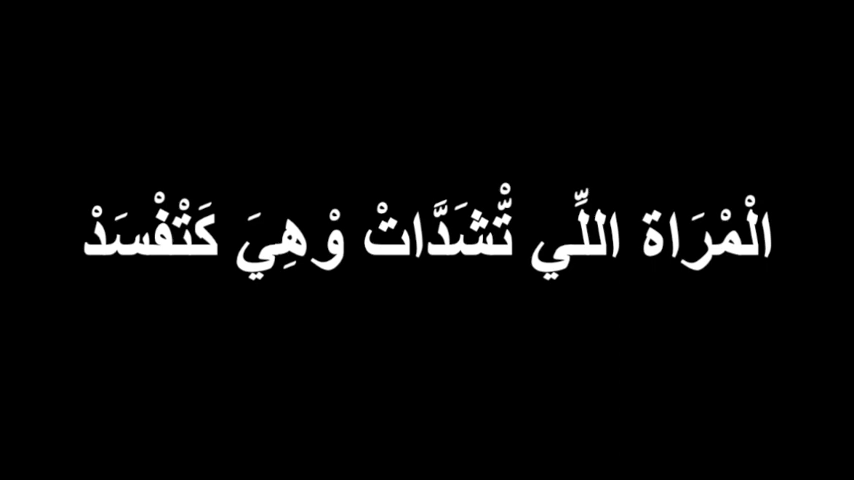 الْمْرَاة اللِّي تّْشَدَّاتْ وْهِيَ كَتْفْسَدْ